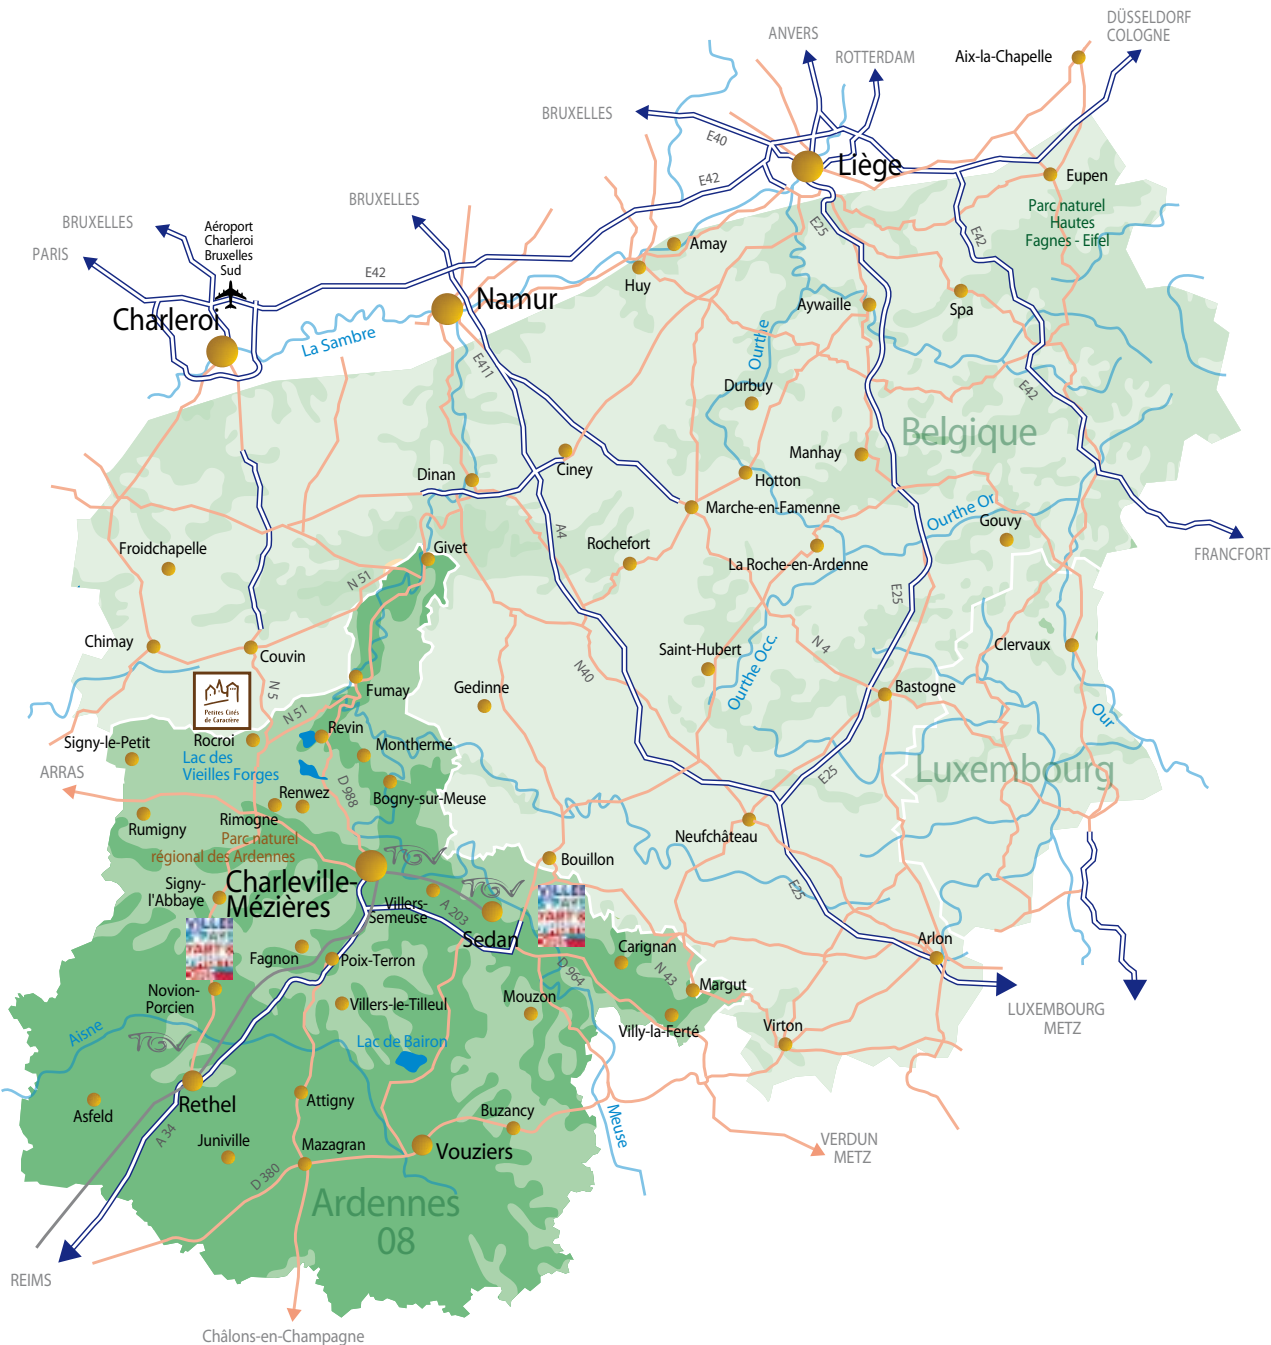 DÜSSELDORF
COLOGNE
ANVERS
ROTTERDAM
Aix-la-Chapelle
BRUXELLES
E40
Liège
E42
Eupen
Parc naturel
Hautes
Fagnes - Eifel
BRUXELLES
BRUXELLES
PARIS
Aéroport
Charleroi
Bruxelles
Sud
E42
E25
E42
Amay
Huy
Namur
Charleroi
La Sambre
Aywaille
Spa
Ourthe
E411
Durbuy
E42
Belgique
Dinan
Ciney
Manhay
Hotton
Marche-en-Famenne
Ourthe Or
Gouvy
A4
Froidchapelle
Givet
Rochefort
La Roche-en-Ardenne
FRANCFORT
N 51
E25
Chimay
Couvin
Saint-Hubert
N 4
Clervaux
N40
Ourthe Occ.
Fumay
Gedinne
Bastogne
N 5
Petites Cités
de Caractère
N 51
Our
Signy-le-Petit
Rocroi
Revin
Monthermé
Lac des
Vieilles Forges
ARRAS
Luxembourg
E25
D 988
Renwez
Bogny-sur-Meuse
Rumigny
Rimogne
Parc naturel
régional des Ardennes
Neufchâteau
TGV
Bouillon
Signy-
l'Abbaye
Charleville-
Mézières
TGV
Villers-
Semeuse
A 203
E25
Sedan
Fagnon
Poix-Terron
Carignan
Arlon
D 964
N 43
Margut
Novion-
Porcien
Villers-le-Tilleul
Mouzon
Villy-la-Ferté
Virton
LUXEMBOURG
METZ
Aisne
TGV
Lac de Bairon
Rethel
Asfeld
Attigny
Buzancy
Meuse
A 34
Juniville
Mazagran
Vouziers
VERDUN
METZ
D 380
Ardennes
08
REIMS
Châlons-en-Champagne